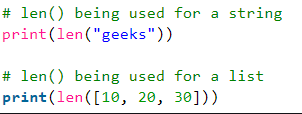 # len() being used for a string
print(len("geeks"))
# len() being used for a list
print(len([10, 20, 30]))